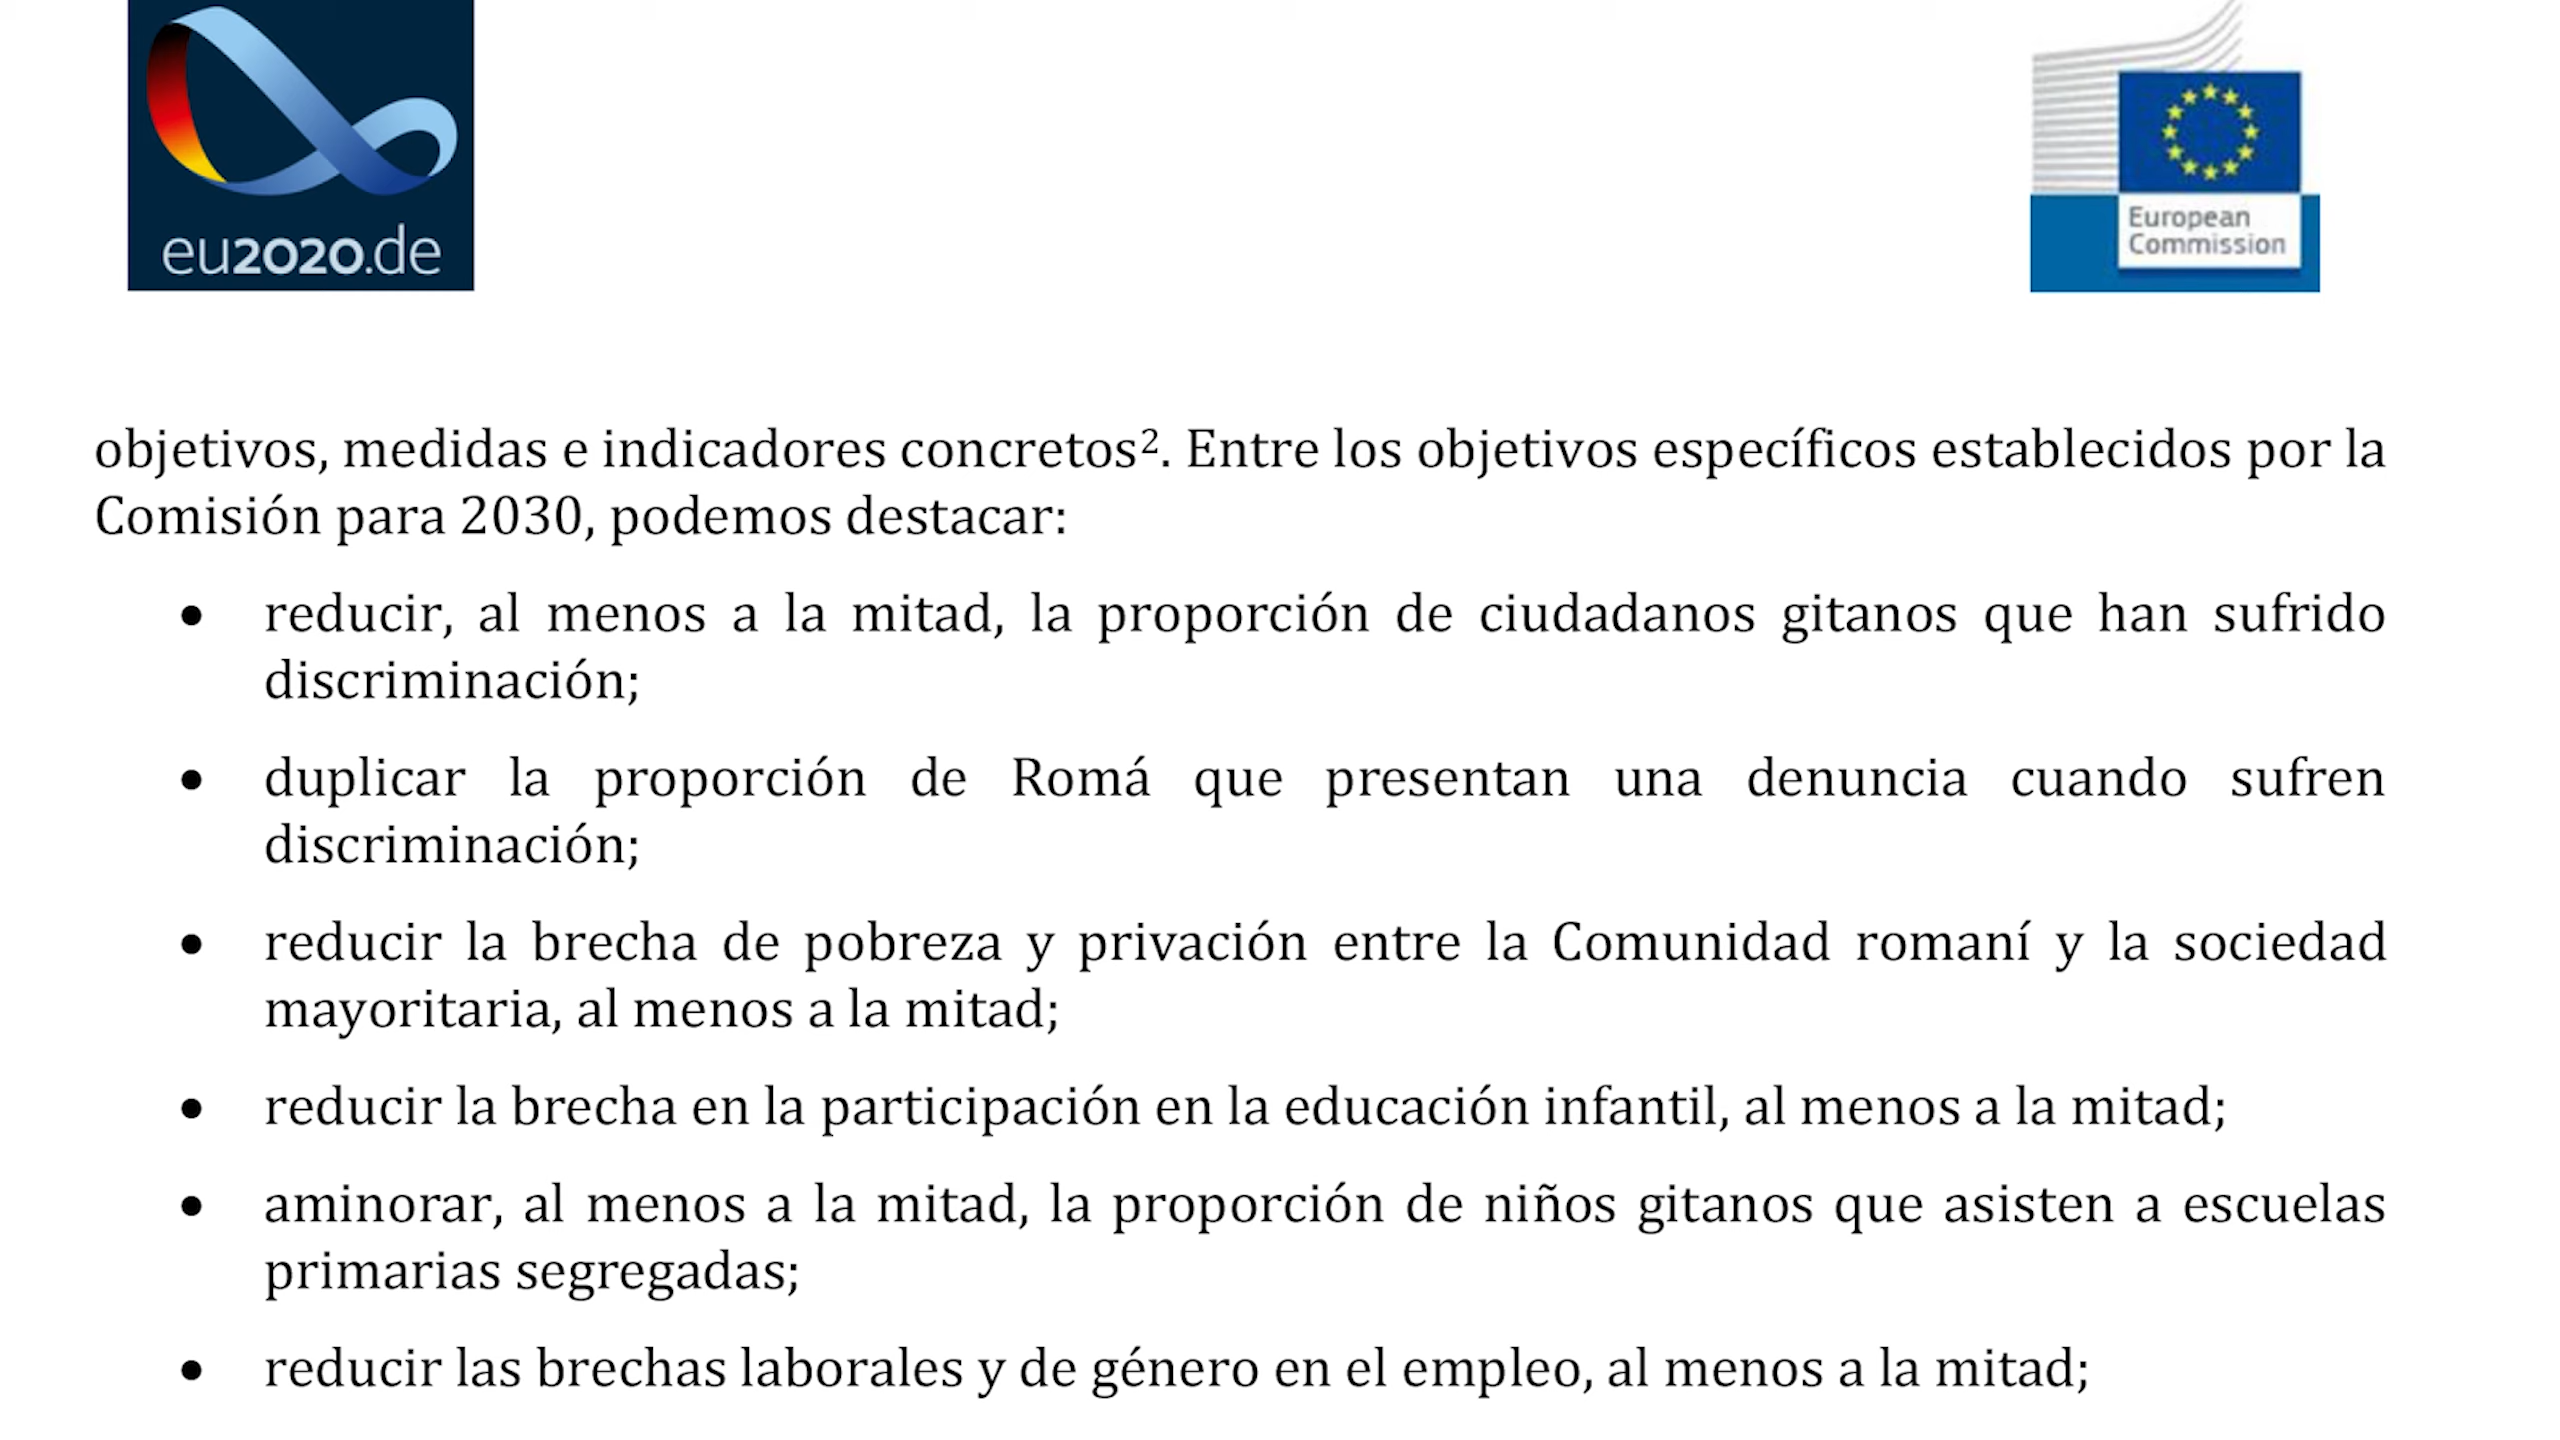 eu2020.de
European
Commission
objetivos, medidas e indicadores concretos². Entre los objetivos específicos establecidos por la
Comisión para 2030, podemos destacar:
• reducir, al menos a la mitad, la proporción de ciudadanos gitanos que han sufrido
discriminación;
• duplicar la proporción de Romá que presentan una denuncia cuando sufren
discriminación;
• reducir la brecha de pobreza y privación entre la Comunidad romaní y la sociedad
mayoritaria, al menos a la mitad;
• reducir la brecha en la participación en la educación infantil, al menos a la mitad;
• aminorar, al menos a la mitad, la proporción de niños gitanos que asisten a escuelas
primarias segregadas;
• reducir las brechas laborales y de género en el empleo, al menos a la mitad;